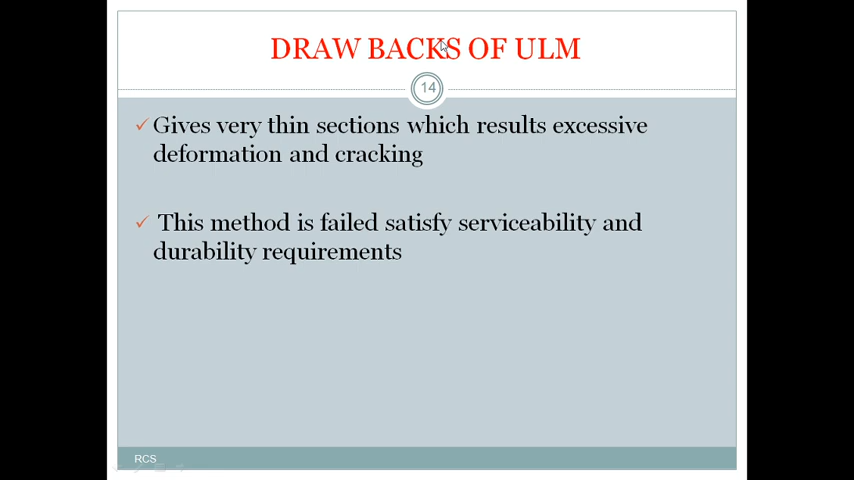 DRAW BACKS OF ULM
14
Gives very thin sections which results excessive
deformation and cracking
This method is failed satisfy serviceability and
durability requirements
RCS